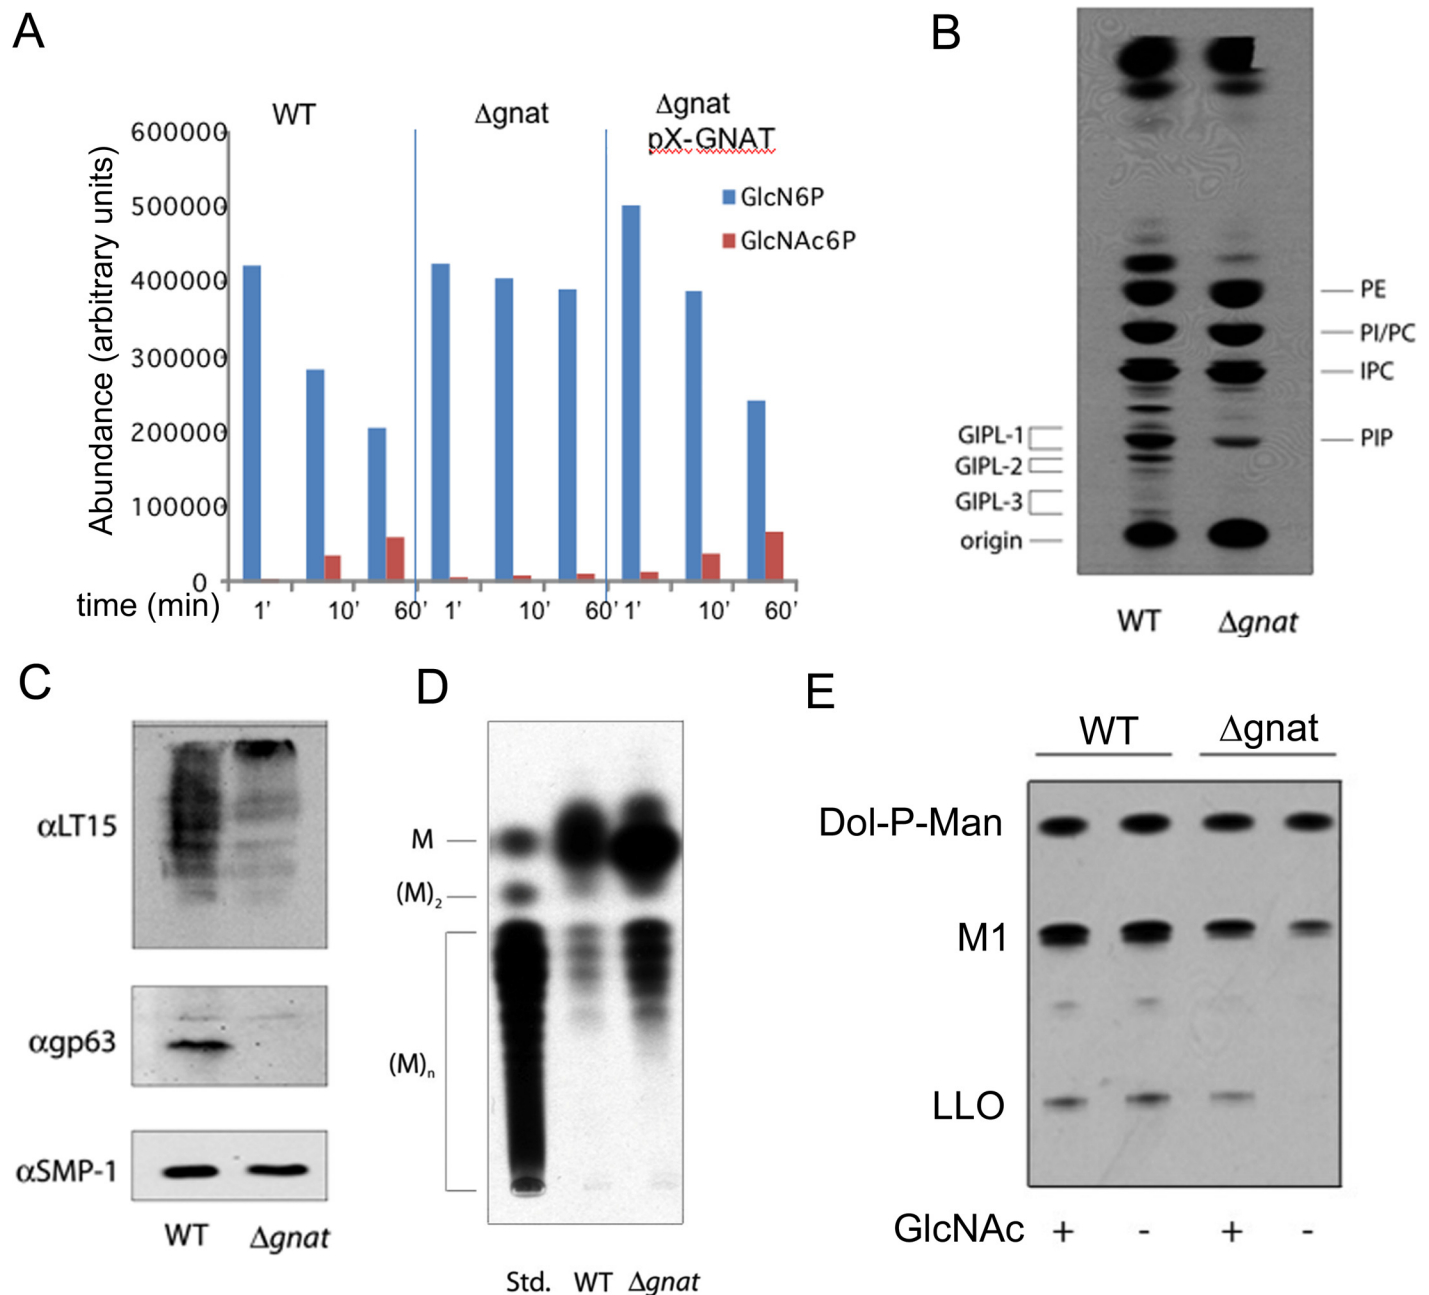 A
WT
Δgnat
Δgnat
pX-GNAT
GlcN6P
GlcNAc6P
Abundance (arbitrary units)
600000
500000
400000
300000
200000
100000
0
time (min)
1’ 10’ 60’ 1’ 10’ 60’ 1’ 10’ 60’
B
PE
PI/PC
IPC
PIP
GIPL-1
GIPL-2
GIPL-3
origin
WT Δgnat
C
αLT15
αgp63
αSMP-1
WT Δgnat
D
M
(M)2
(M)n
Std. WT Δgnat
E
WT Δgnat
Dol-P-Man
M1
LLO
GlcNAc + - + -